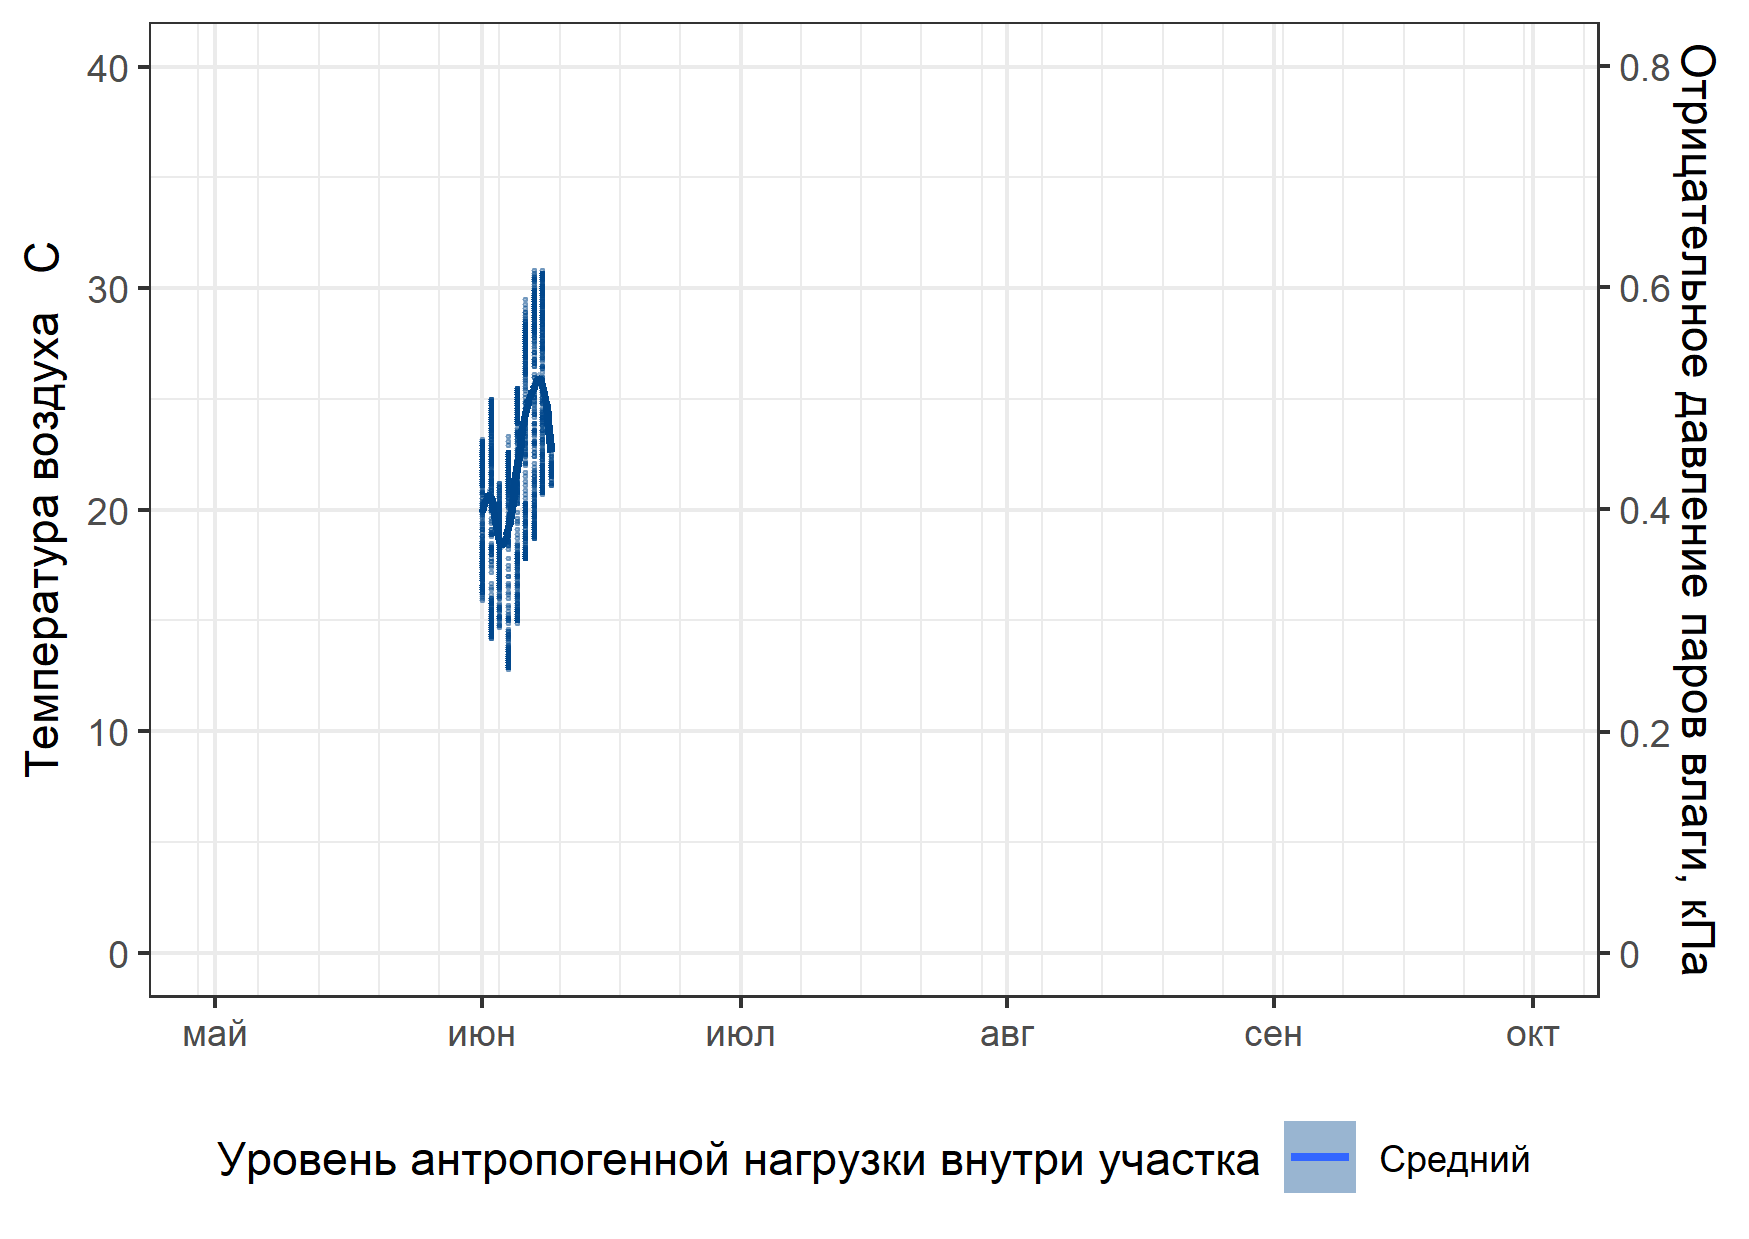 Температура воздуха С
40
30
20
10
0
0.8
0.6
0.4
0.2
0
Отрицательное давление паров влаги, кПа
май июн июл авг сен окт
Уровень антропогенной нагрузки внутри участка Средний